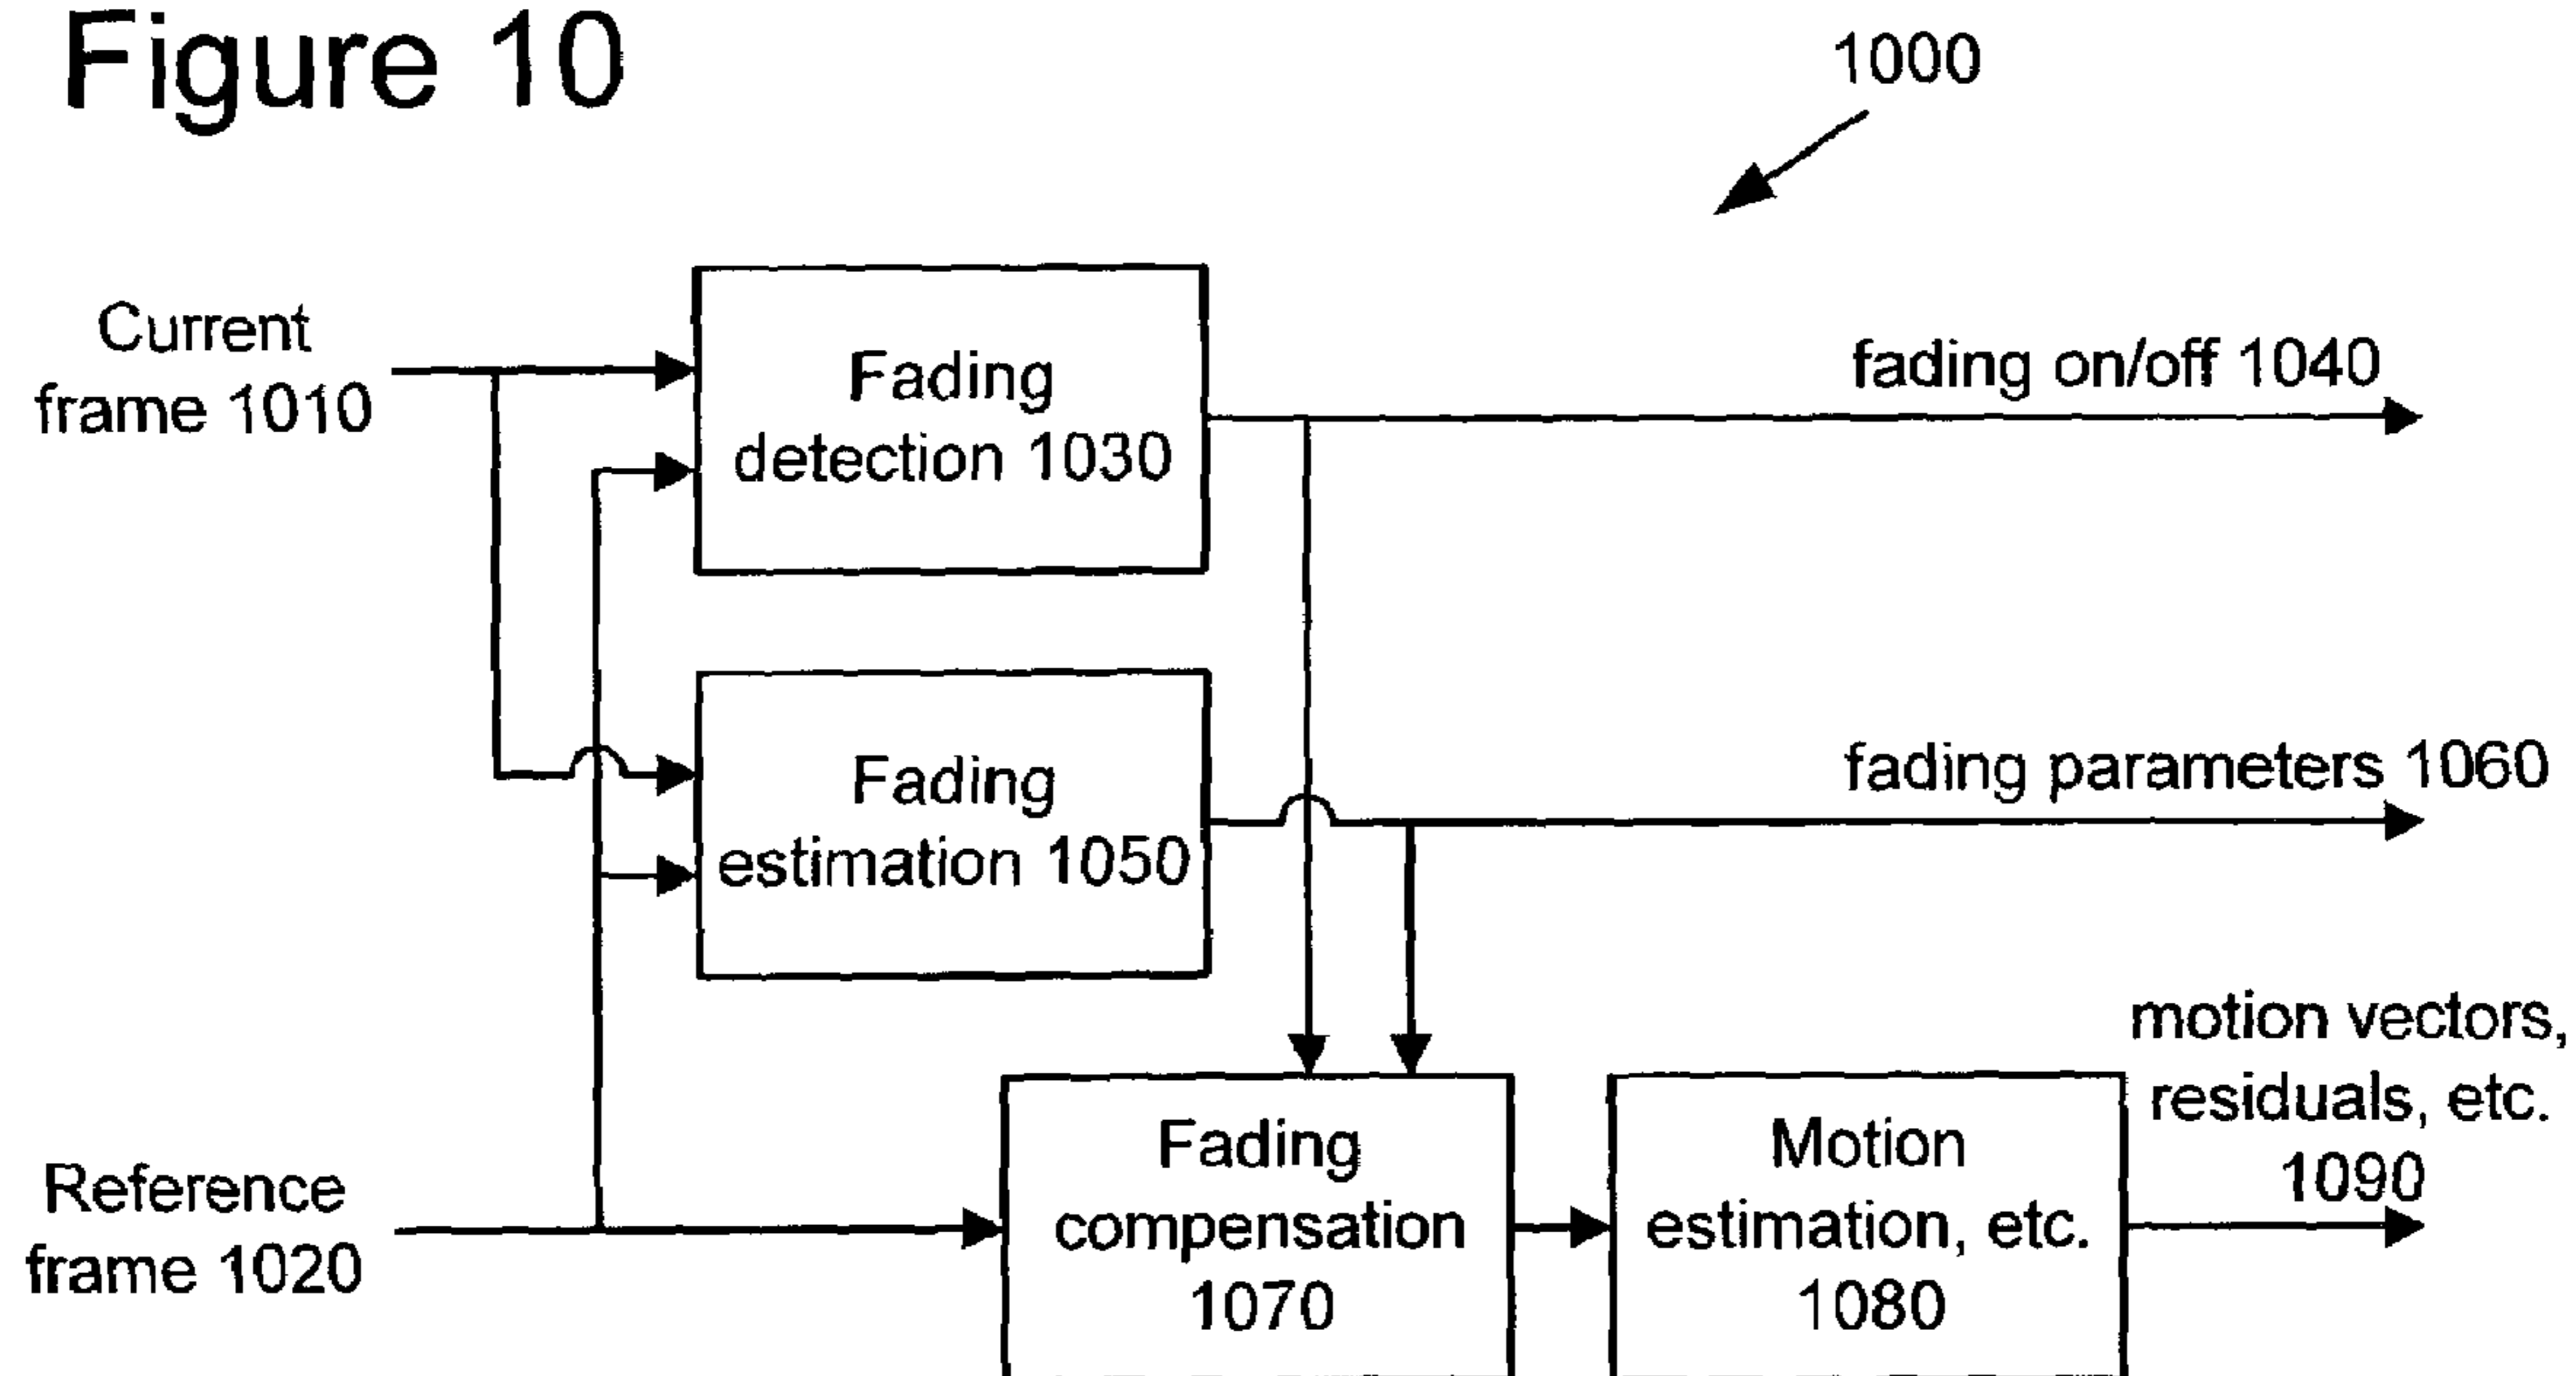 Figure 10
1000
Current
frame 1010
Fading
detection 1030
fading on/off 1040
Fading
estimation 1050
fading parameters 1060
Reference
frame 1020
Fading
compensation
1070
Motion
estimation, etc.
1080
motion vectors,
residuals, etc.
1090